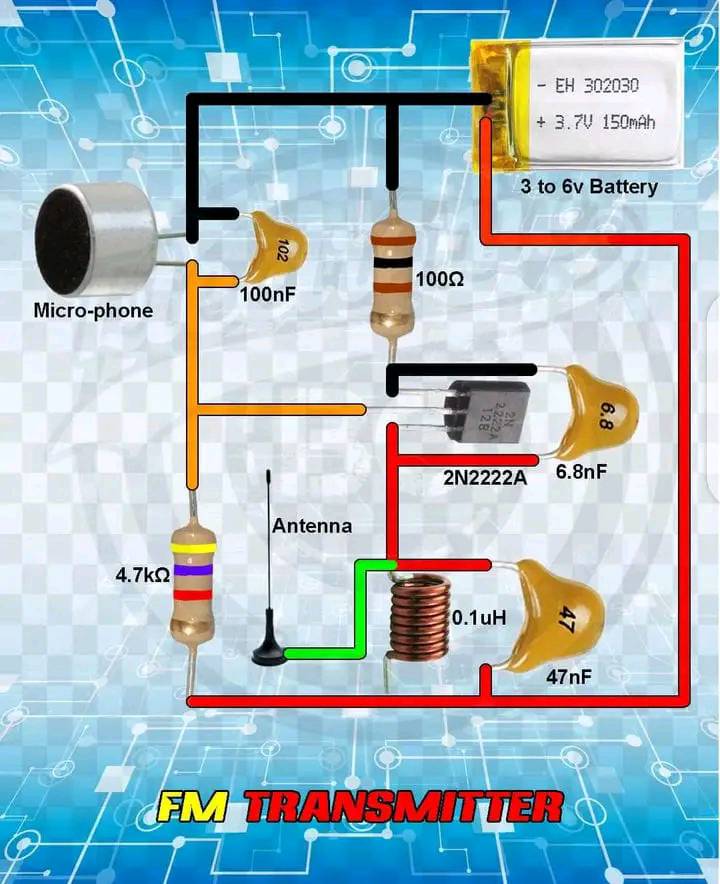 - EH 302030
+ 3.7V 150mAh
3 to 6v Battery
102
100nF
Micro-phone
100Ω
2N
2222A
12B
6.8
2N2222A
6.8nF
Antenna
4.7kΩ
0.1uH
47
47nF
FM TRANSMITTER